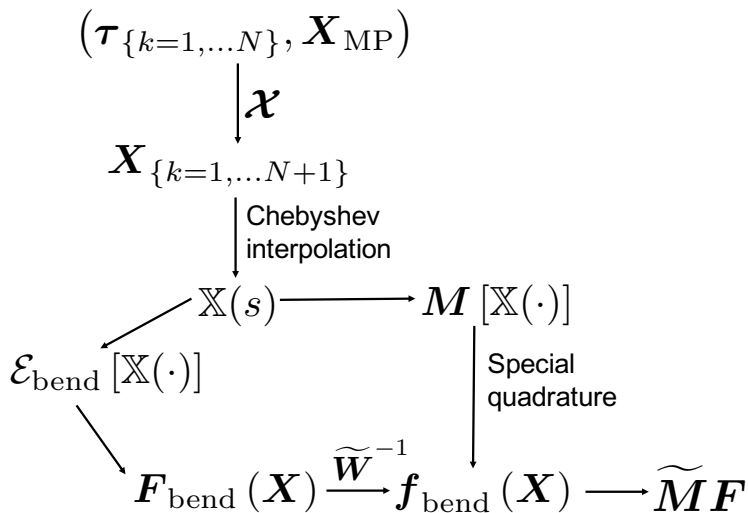 (𝝉_{k=1,…N}, 𝑿_MP)
𝓧
𝑿_{k=1,…N+1}
Chebyshev
interpolation
𝕏(s) 𝑴 [𝕏(·)]
ℰ_bend [𝕏(·)]
Special
quadrature
W̃^{-1}
𝑭_bend (𝑿) 𝒇_bend (𝑿) M̃𝑭